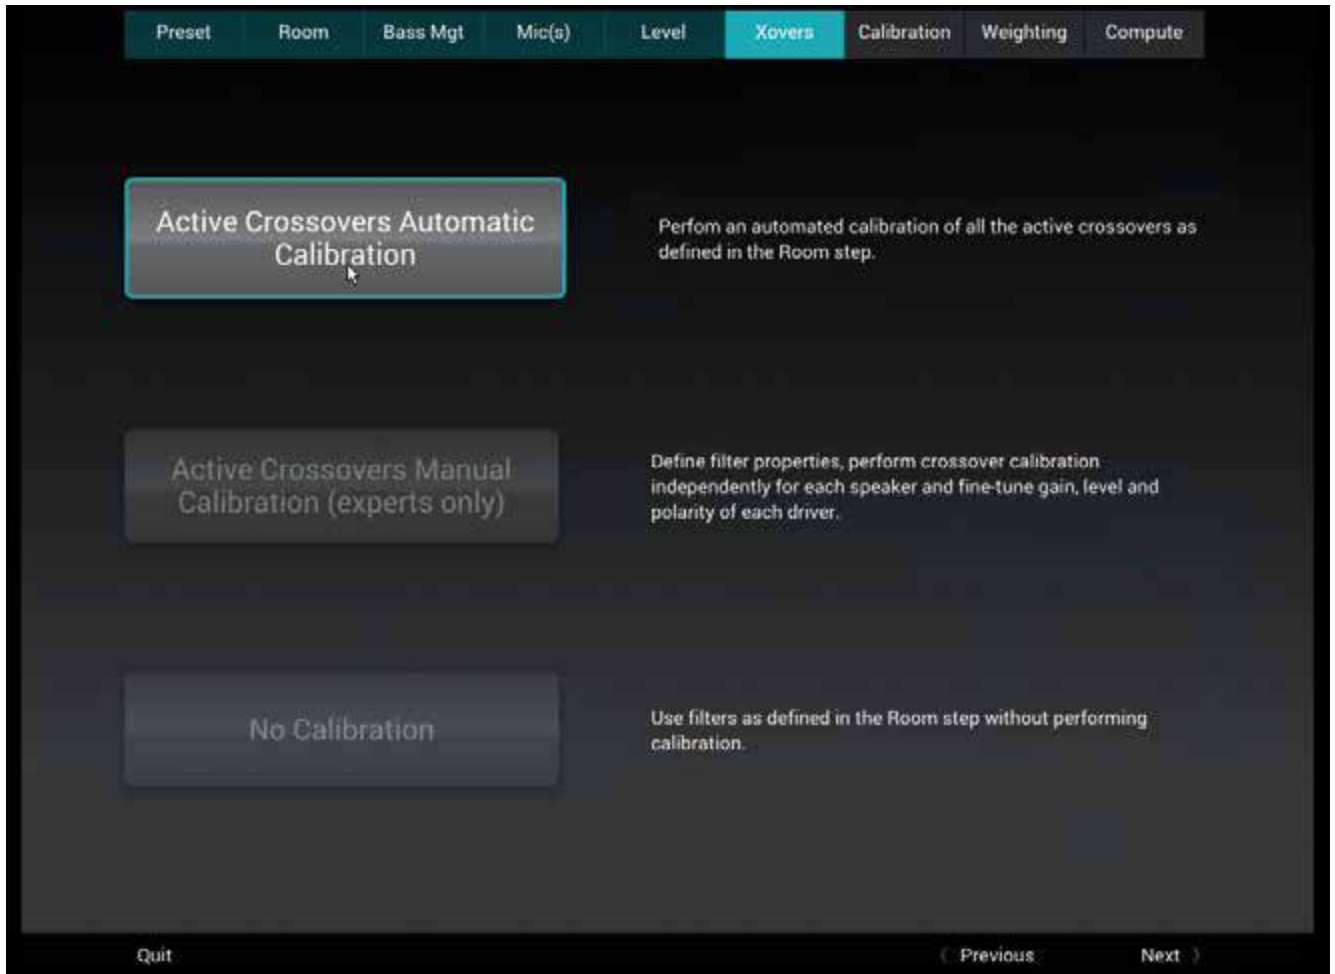 Preset Room Bass Mgt Mic(s) Level Xovers Calibration Weighting Compute
Active Crossovers Automatic
Calibration
Perfom an automated calibration of all the active crossovers as
defined in the Room step.
Active Crossovers Manual
Calibration (experts only)
Define filter properties, perform crossover calibration
independently for each speaker and fine-tune gain, level and
polarity of each driver.
No Calibration
Use filters as defined in the Room step without performing
calibration.
Quit Previous Next